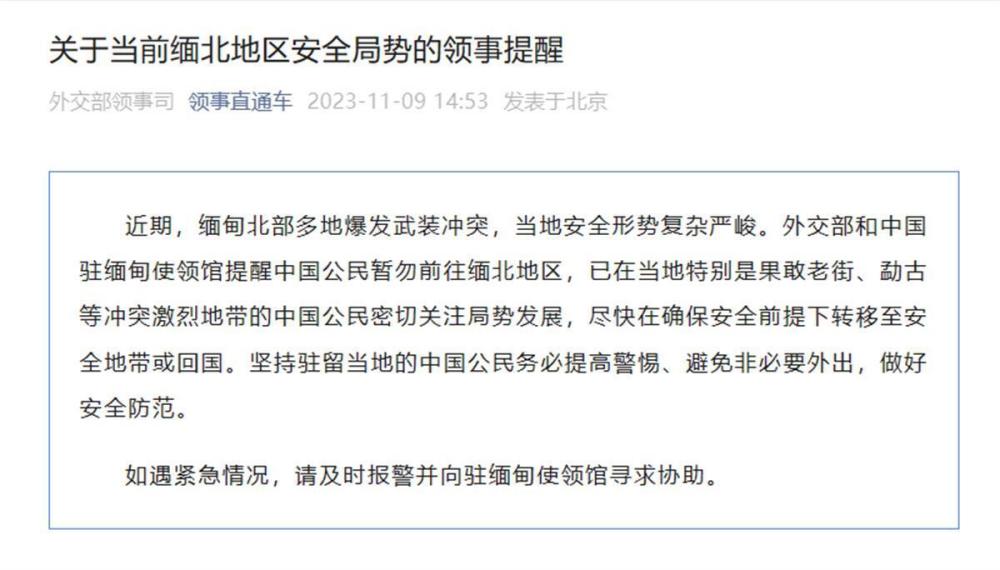 关于当前缅北地区安全局势的领事提醒
外交部领事司 领事直通车 2023-11-09 14:53 发表于北京
近期，缅甸北部多地爆发武装冲突，当地安全形势复杂严峻。外交部和中国
驻缅甸使领馆提醒中国公民暂勿前往缅北地区，已在当地特别是果敢老街、勐古
等冲突激烈地带的中国公民密切关注局势发展，尽快在确保安全前提下转移至安
全地带或回国。坚持驻留当地的中国公民务必提高警惕、避免非必要外出，做好
安全防范。
如遇紧急情况，请及时报警并向驻缅甸使领馆寻求协助。